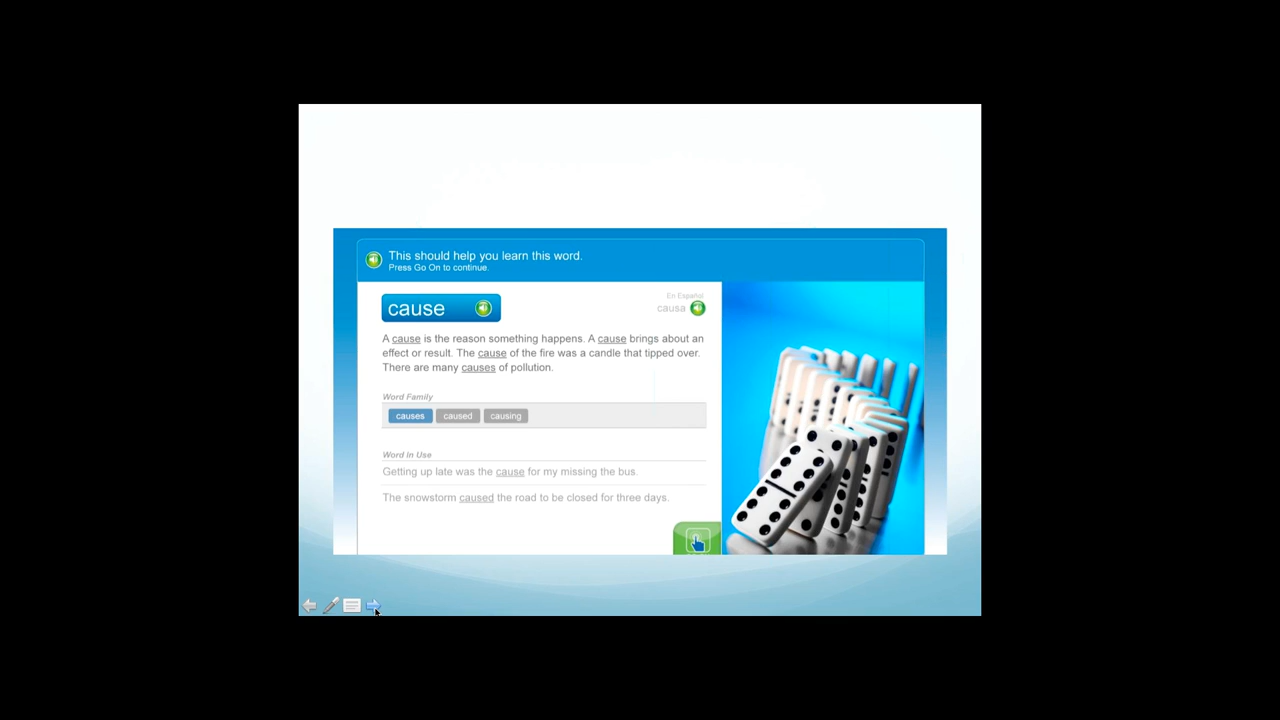 This should help you learn this word.
Press Go On to continue.
cause
En Español
causa
A cause is the reason something happens. A cause brings about an
effect or result. The cause of the fire was a candle that tipped over.
There are many causes of pollution.
Word Family
causes caused causing
Word In Use
Getting up late was the cause for my missing the bus.
The snowstorm caused the road to be closed for three days.